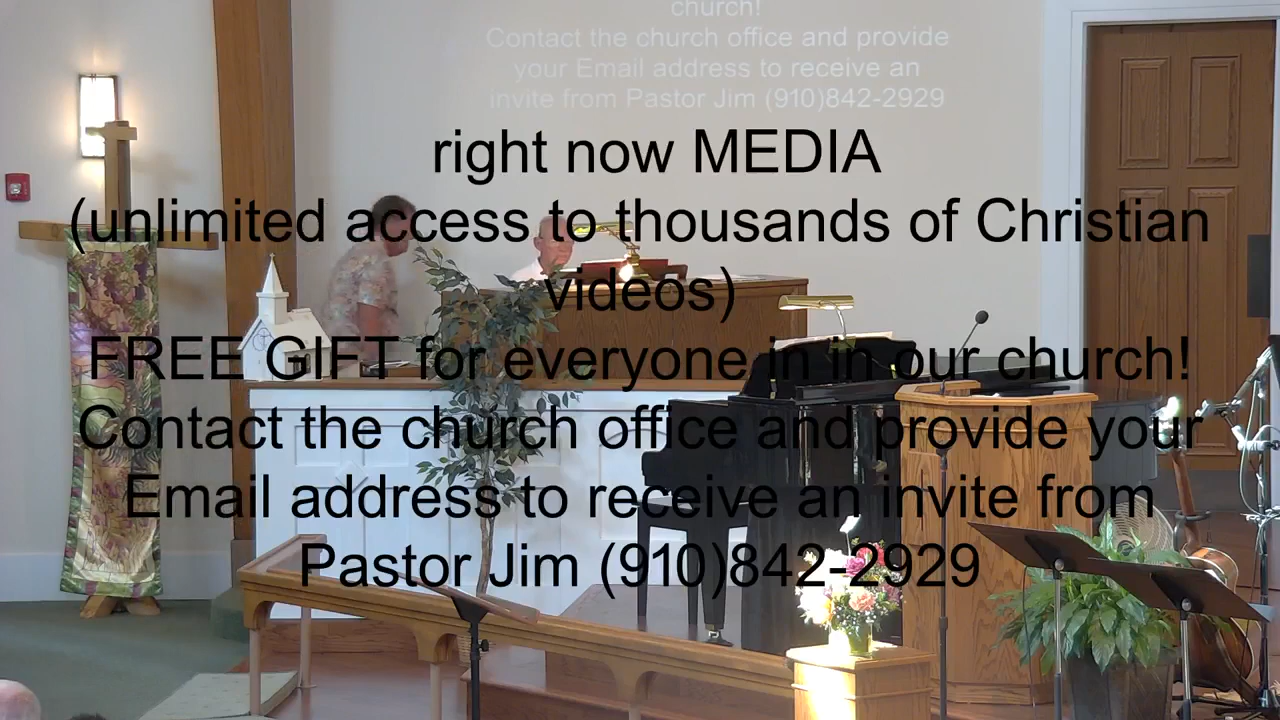 church!
Contact the church office and provide
your Email address to receive an
invite from Pastor Jim (910)842-2929
right now MEDIA
(unlimited access to thousands of Christian
videos)
FREE GIFT for everyone in in our church!
Contact the church office and provide your
Email address to receive an invite from
Pastor Jim (910)842-2929